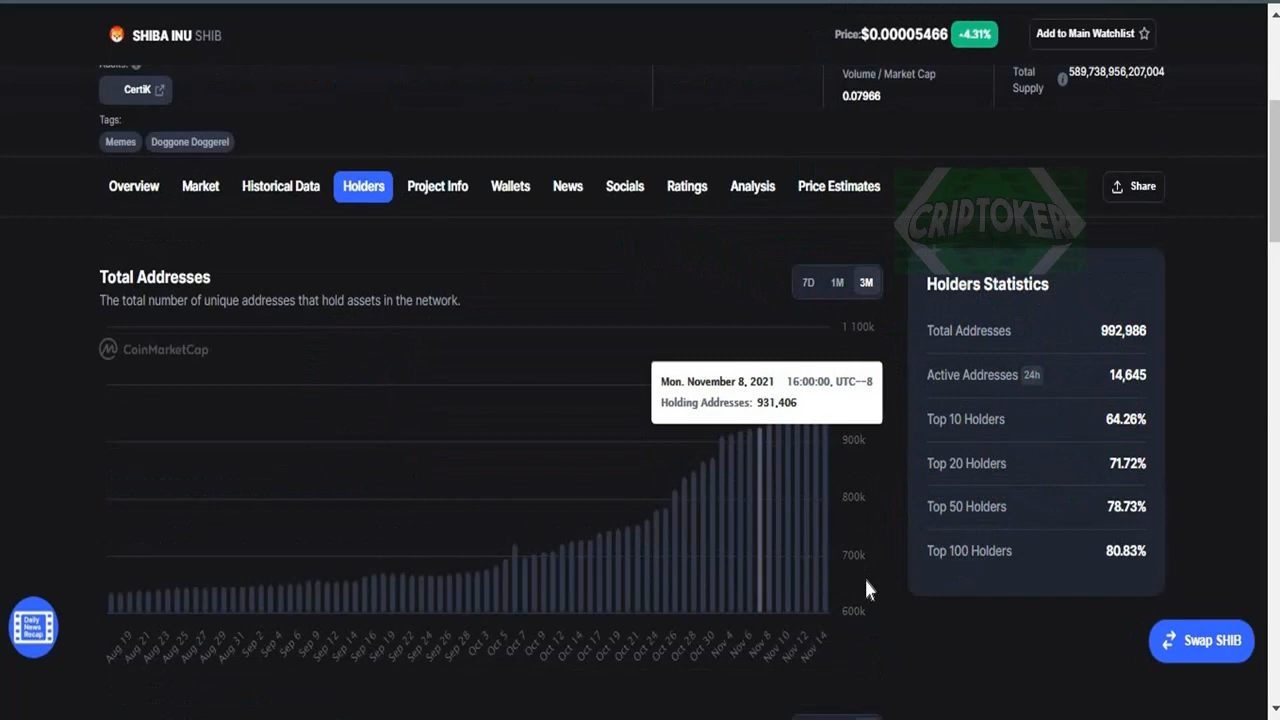 SHIBA INU SHIB
Price:$0.00005466 4.31%
Add to Main Watchlist
CertiK
Volume / Market Cap
0.07966
Total Supply
589,738,956,207,004
Tags:
Memes Doggone Doggerel
Overview Market Historical Data Holders Project Info Wallets News Socials Ratings Analysis Price Estimates
Share
CRIPTOKER
Total Addresses
The total number of unique addresses that hold assets in the network.
7D 1M 3M
CoinMarketCap
Mon. November 8, 2021 16:00:00, UTC--8
Holding Addresses: 931,406
1 100k
900k
800k
700k
600k
Aug 19 Aug 21 Aug 23 Aug 25 Aug 27 Aug 29 Aug 31 Sep 2 Sep 4 Sep 6 Sep 9 Sep 12 Sep 14 Sep 16 Sep 19 Sep 22 Sep 24 Sep 26 Sep 28 Oct 3 Oct 5 Oct 7 Oct 9 Oct 12 Oct 14 Oct 17 Oct 19 Oct 21 Oct 24 Oct 26 Oct 28 Oct 30 Nov 4 Nov 6 Nov 8 Nov 10 Nov 12 Nov 14
Holders Statistics
Total Addresses 992,986
Active Addresses 24h 14,645
Top 10 Holders 64.26%
Top 20 Holders 71.72%
Top 50 Holders 78.73%
Top 100 Holders 80.83%
Daily
News
Recap
Swap SHIB